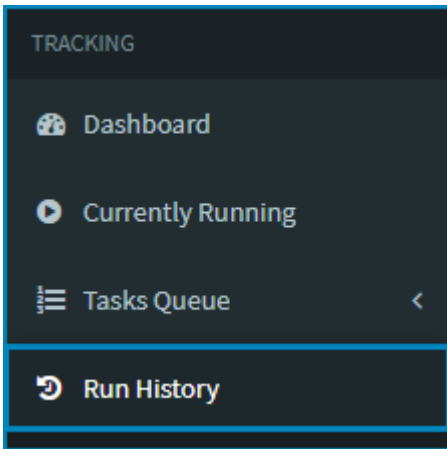 TRACKING
Dashboard
Currently Running
Tasks Queue
Run History